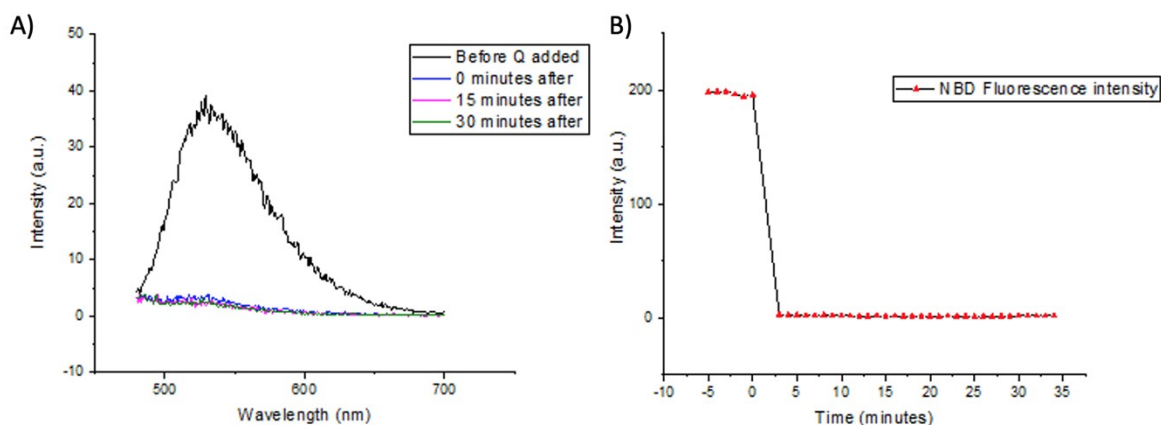 A)
Intensity (a.u.)
50
40
30
20
10
0
-10
500
600
700
Wavelength (nm)
Before Q added
0 minutes after
15 minutes after
30 minutes after
B)
Intensity (a.u.)
200
100
0
-10
-5
0
5
10
15
20
25
30
35
Time (minutes)
NBD Fluorescence intensity